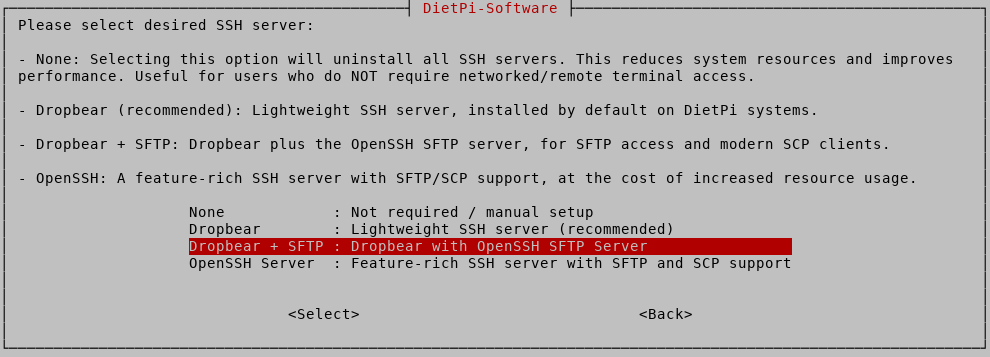 DietPi-Software
Please select desired SSH server:
- None: Selecting this option will uninstall all SSH servers. This reduces system resources and improves
performance. Useful for users who do NOT require networked/remote terminal access.
- Dropbear (recommended): Lightweight SSH server, installed by default on DietPi systems.
- Dropbear + SFTP: Dropbear plus the OpenSSH SFTP server, for SFTP access and modern SCP clients.
- OpenSSH: A feature-rich SSH server with SFTP/SCP support, at the cost of increased resource usage.
None : Not required / manual setup
Dropbear : Lightweight SSH server (recommended)
Dropbear + SFTP : Dropbear with OpenSSH SFTP Server
OpenSSH Server : Feature-rich SSH server with SFTP and SCP support
<Select> <Back>